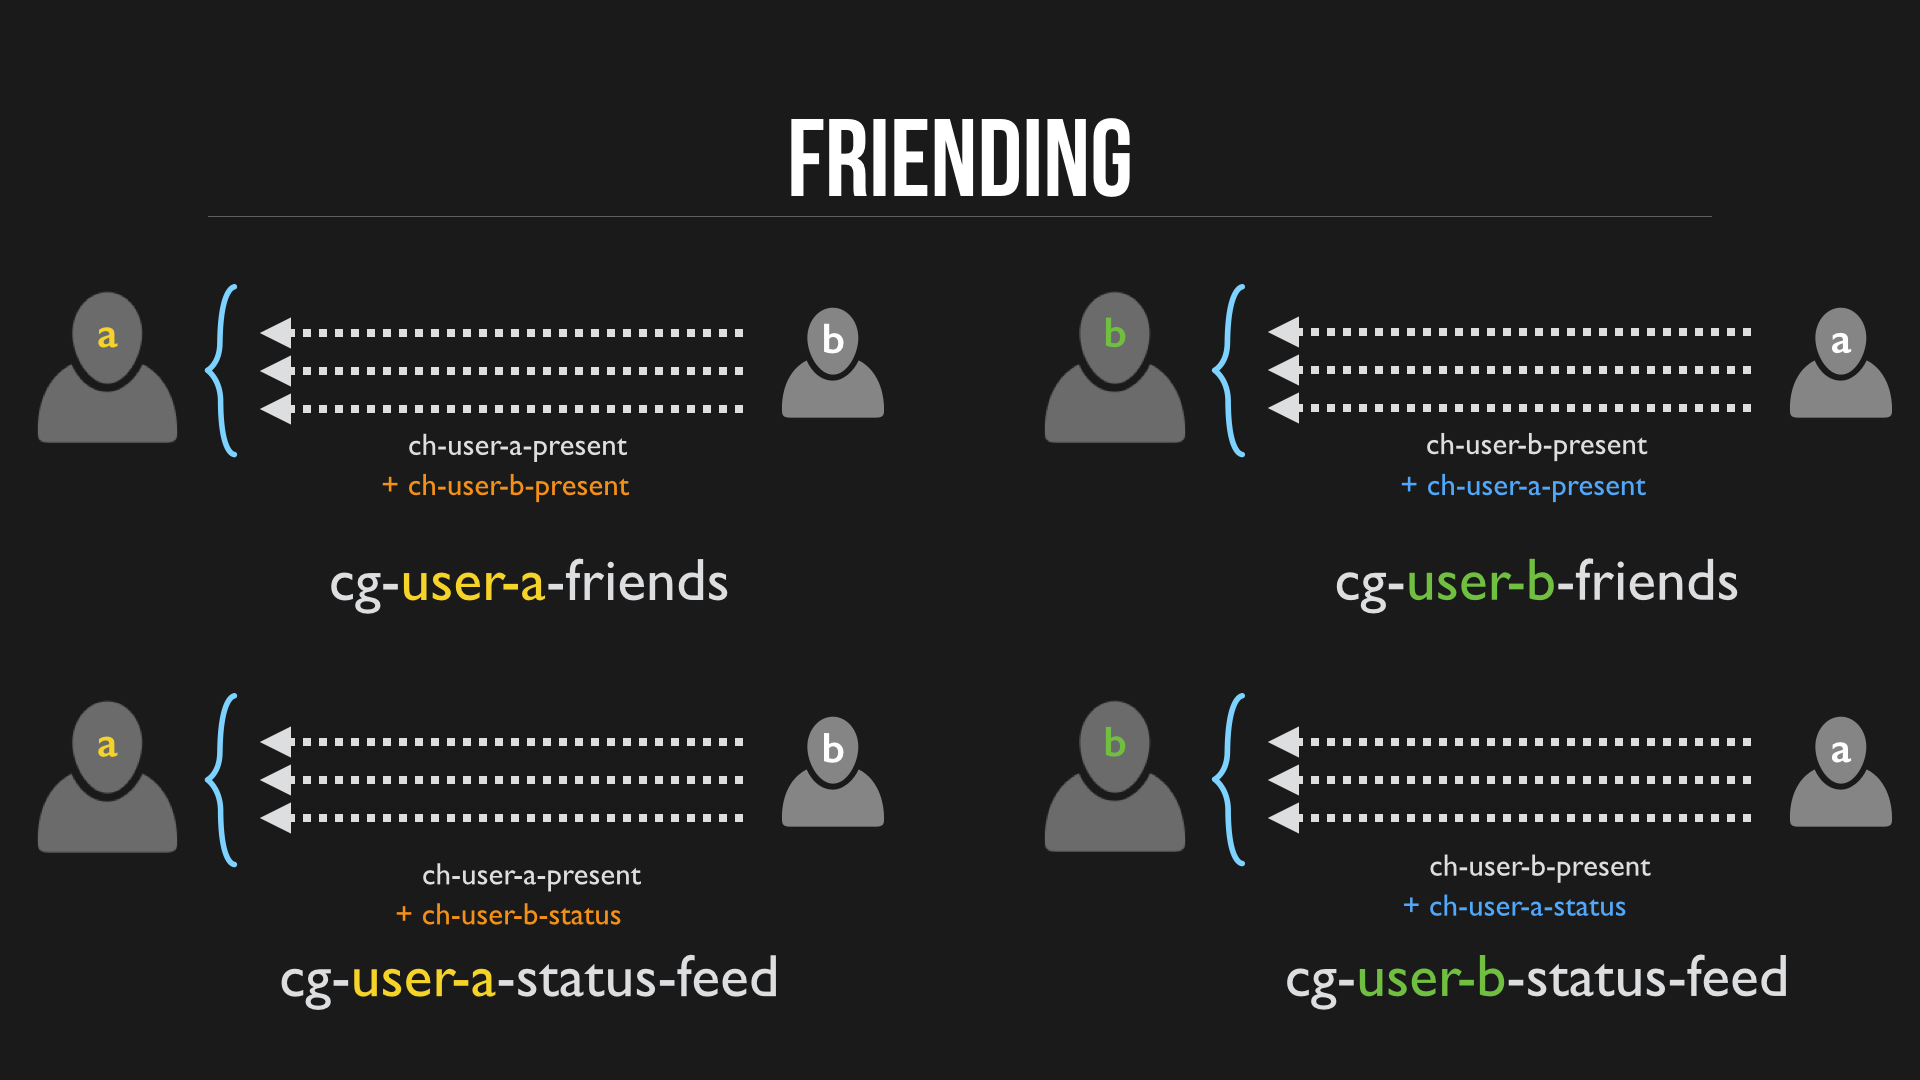 FRIENDING
a
b
ch-user-a-present
+ ch-user-b-present
cg-user-a-friends
b
a
ch-user-b-present
+ ch-user-a-present
cg-user-b-friends
a
b
ch-user-a-present
+ ch-user-b-status
cg-user-a-status-feed
b
a
ch-user-b-present
+ ch-user-a-status
cg-user-b-status-feed